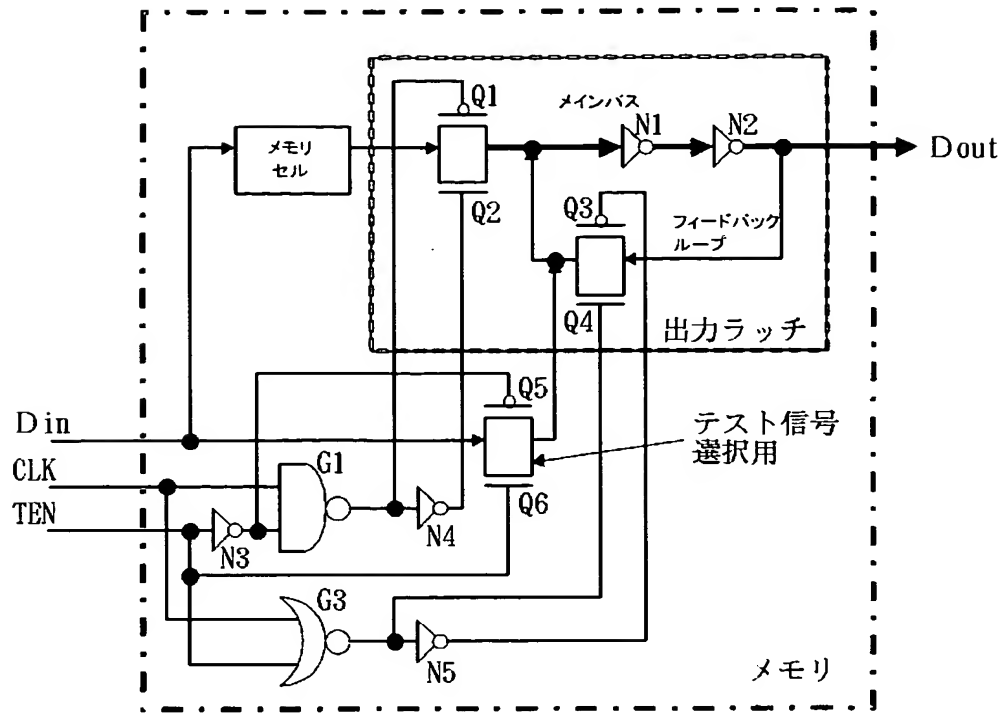 Q1
メインバス
N1
N2
メモリ
セル
Dout
Q2
Q3
フィードバック
ループ
Q4
出力ラッチ
Q5
Din
テスト信号
選択用
G1
CLK
Q6
TEN
N4
N3
G3
N5
メモリ